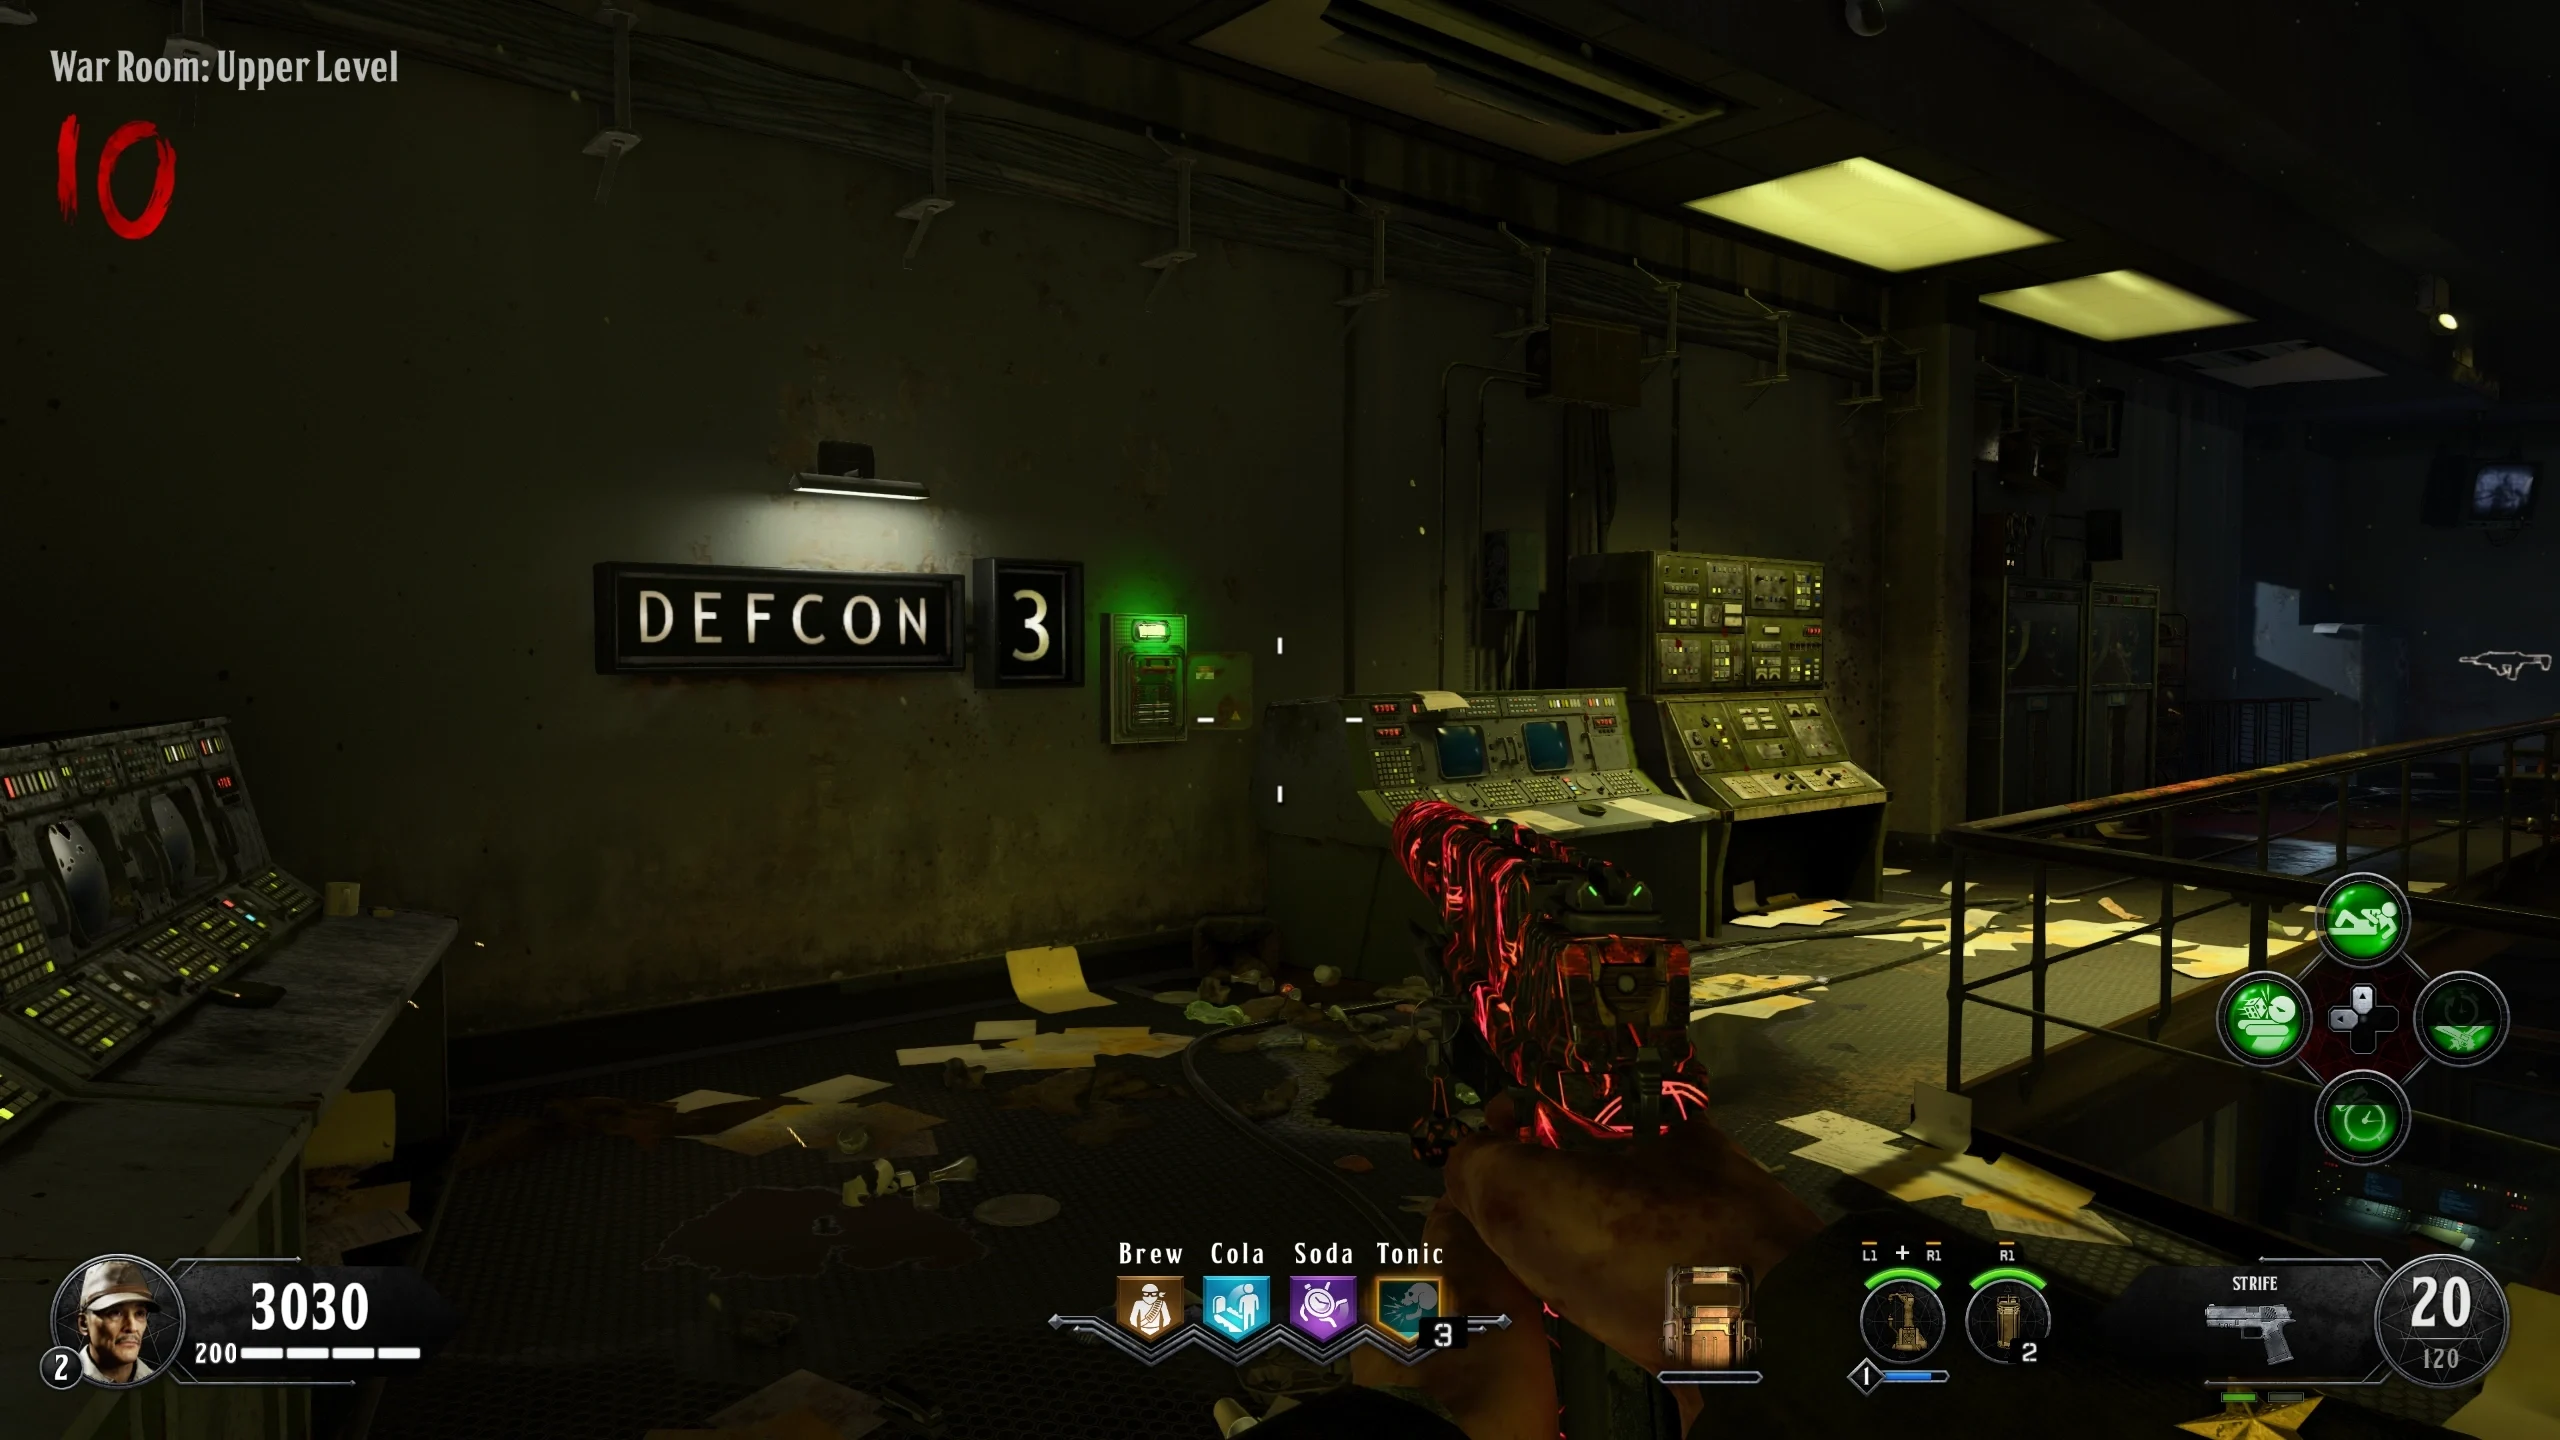 War Room: Upper Level
10
DEFCON 3
Brew Cola Soda Tonic
3
3030
200
2
L1 + R1
R1
1
2
STRIFE
20
120